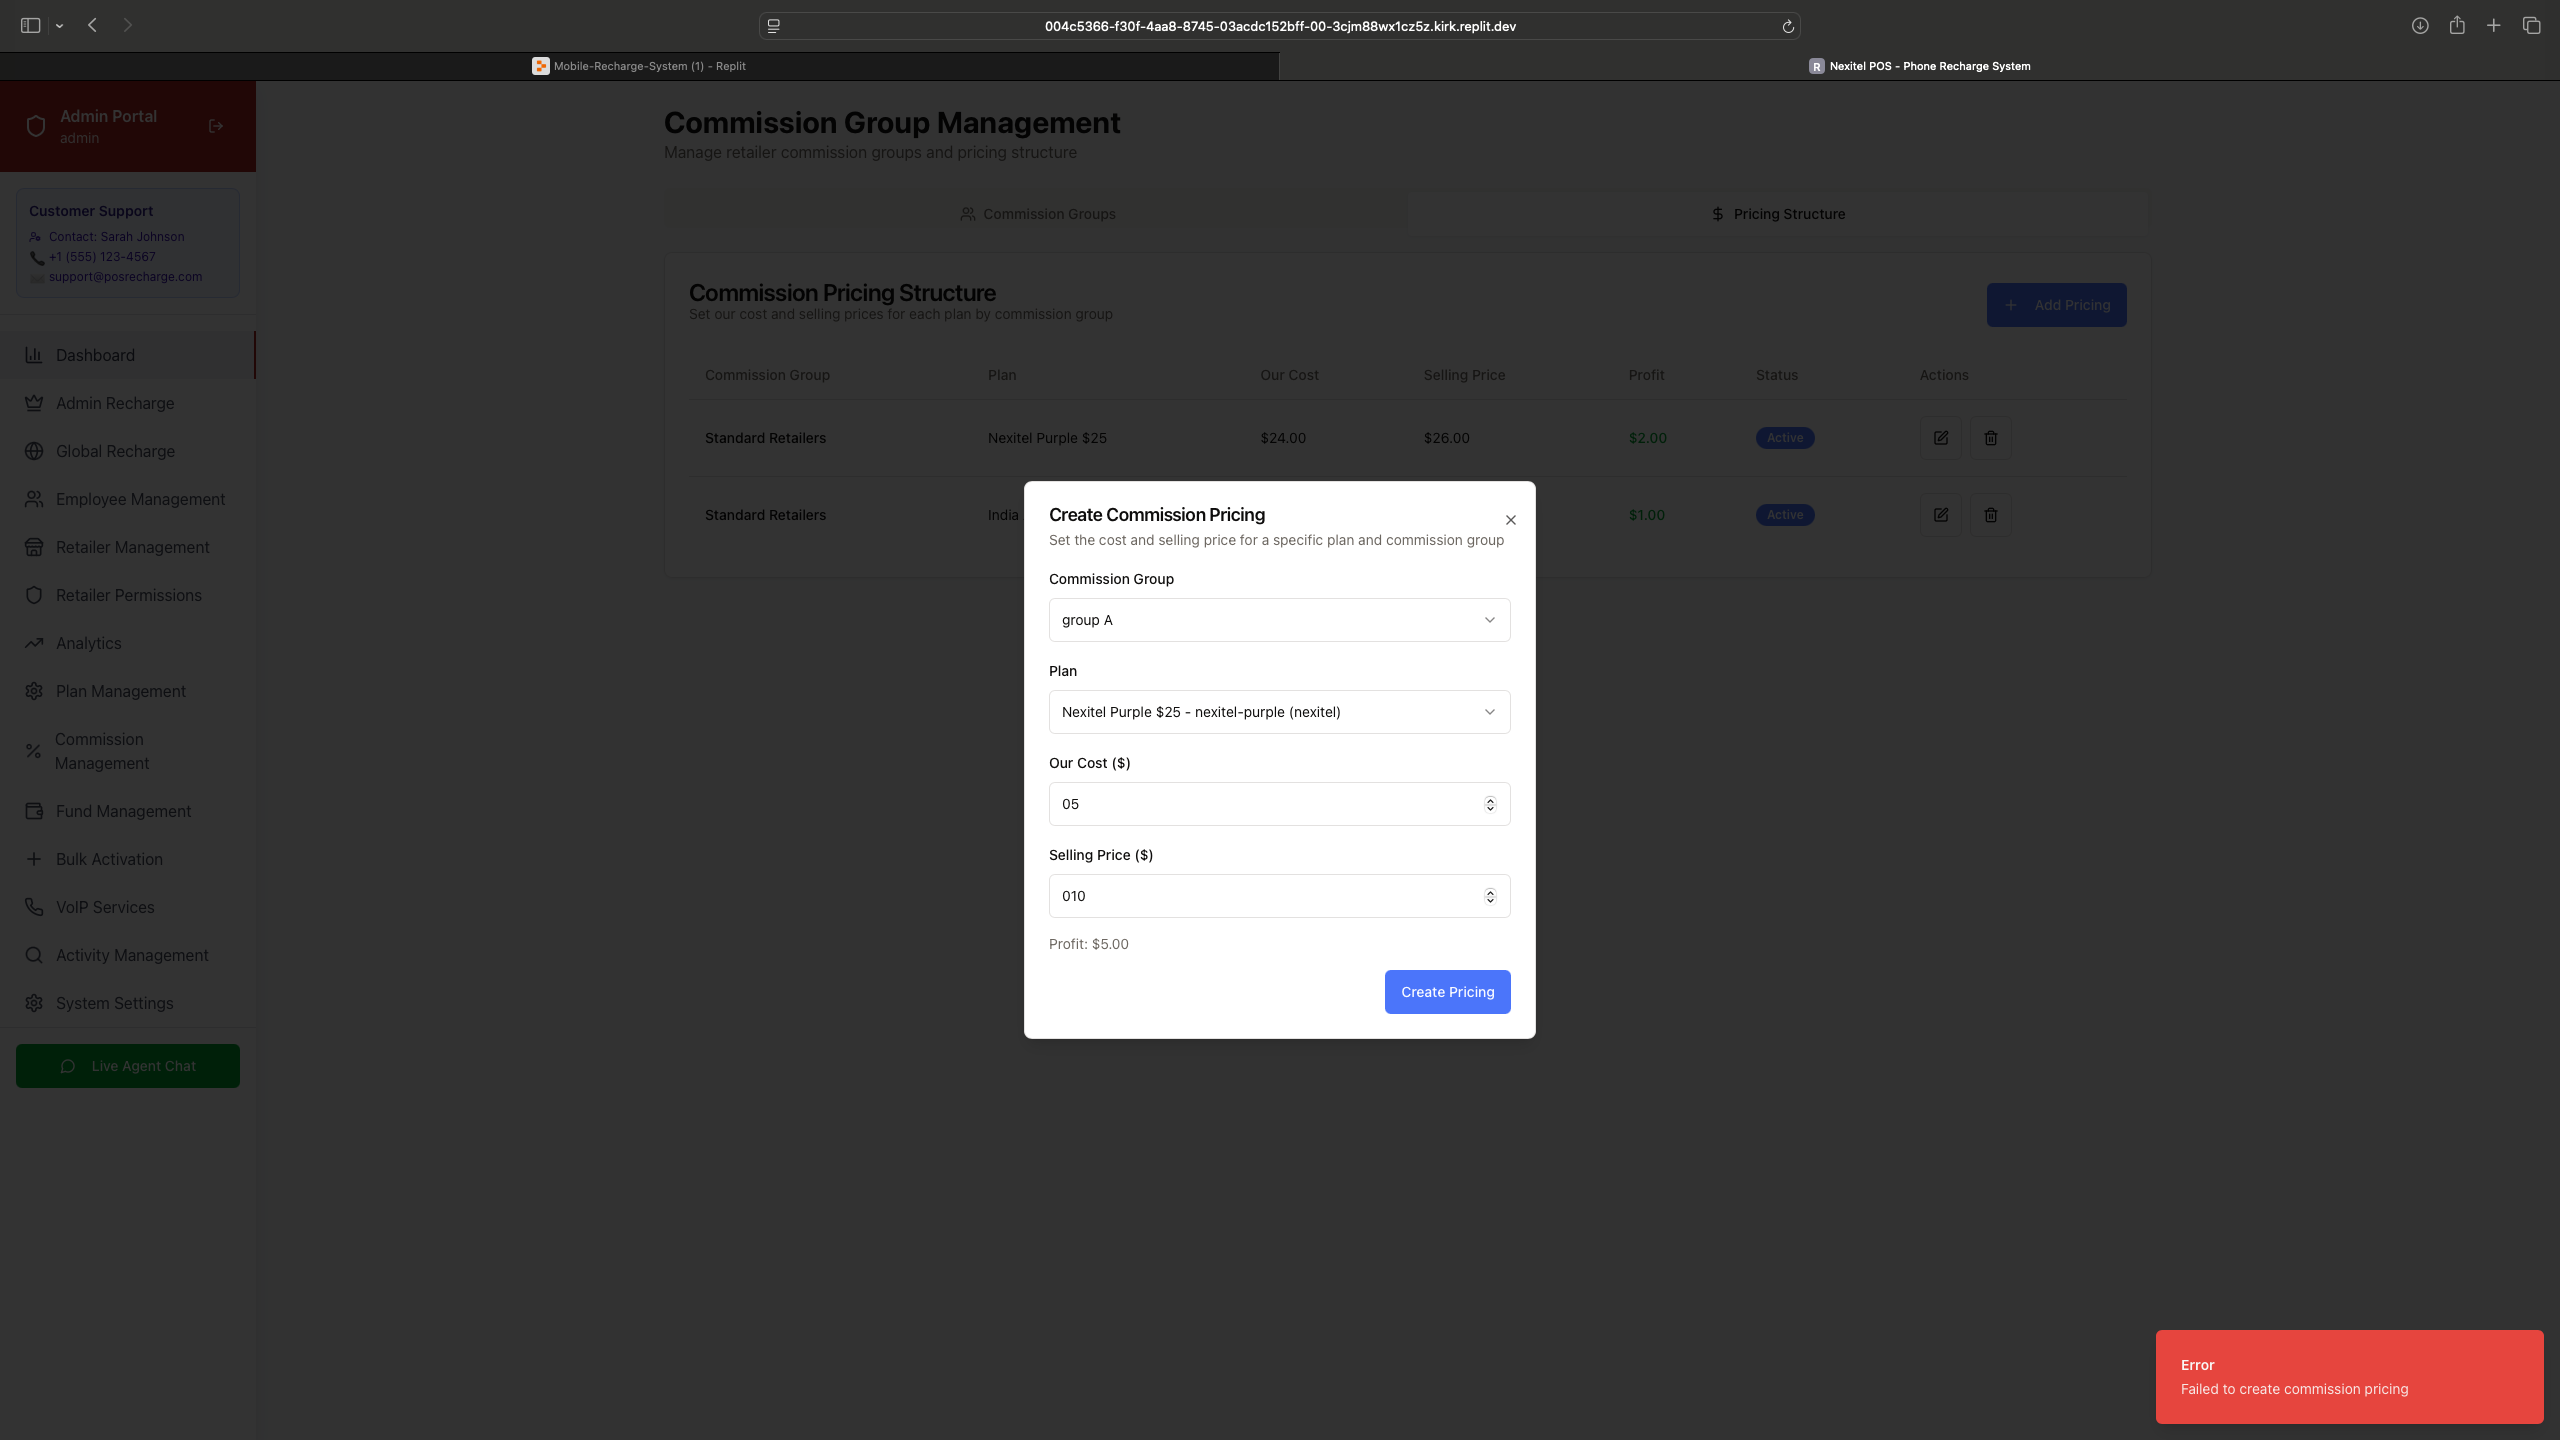 004c5366-f30f-4aa8-8745-03acdc152bff-00-3cjm88wx1cz5z.kirk.replit.dev
Mobile-Recharge-System (1) - Replit
R Nexitel POS - Phone Recharge System
Admin Portal
admin
Customer Support
Contact: Sarah Johnson
+1 (555) 123-4567
support@posrecharge.com
Dashboard
Admin Recharge
Global Recharge
Employee Management
Retailer Management
Retailer Permissions
Analytics
Plan Management
Commission
Management
Fund Management
Bulk Activation
VoIP Services
Activity Management
System Settings
Live Agent Chat
Commission Group Management
Manage retailer commission groups and pricing structure
Commission Groups
Pricing Structure
Commission Pricing Structure
Set our cost and selling prices for each plan by commission group
Add Pricing
Commission Group Plan Our Cost Selling Price Profit Status Actions
Standard Retailers Nexitel Purple $25 $24.00 $26.00 $2.00 Active
Standard Retailers India $1.00 Active
Create Commission Pricing
Set the cost and selling price for a specific plan and commission group
Commission Group
group A
Plan
Nexitel Purple $25 - nexitel-purple (nexitel)
Our Cost ($)
05
Selling Price ($)
010
Profit: $5.00
Create Pricing
Error
Failed to create commission pricing